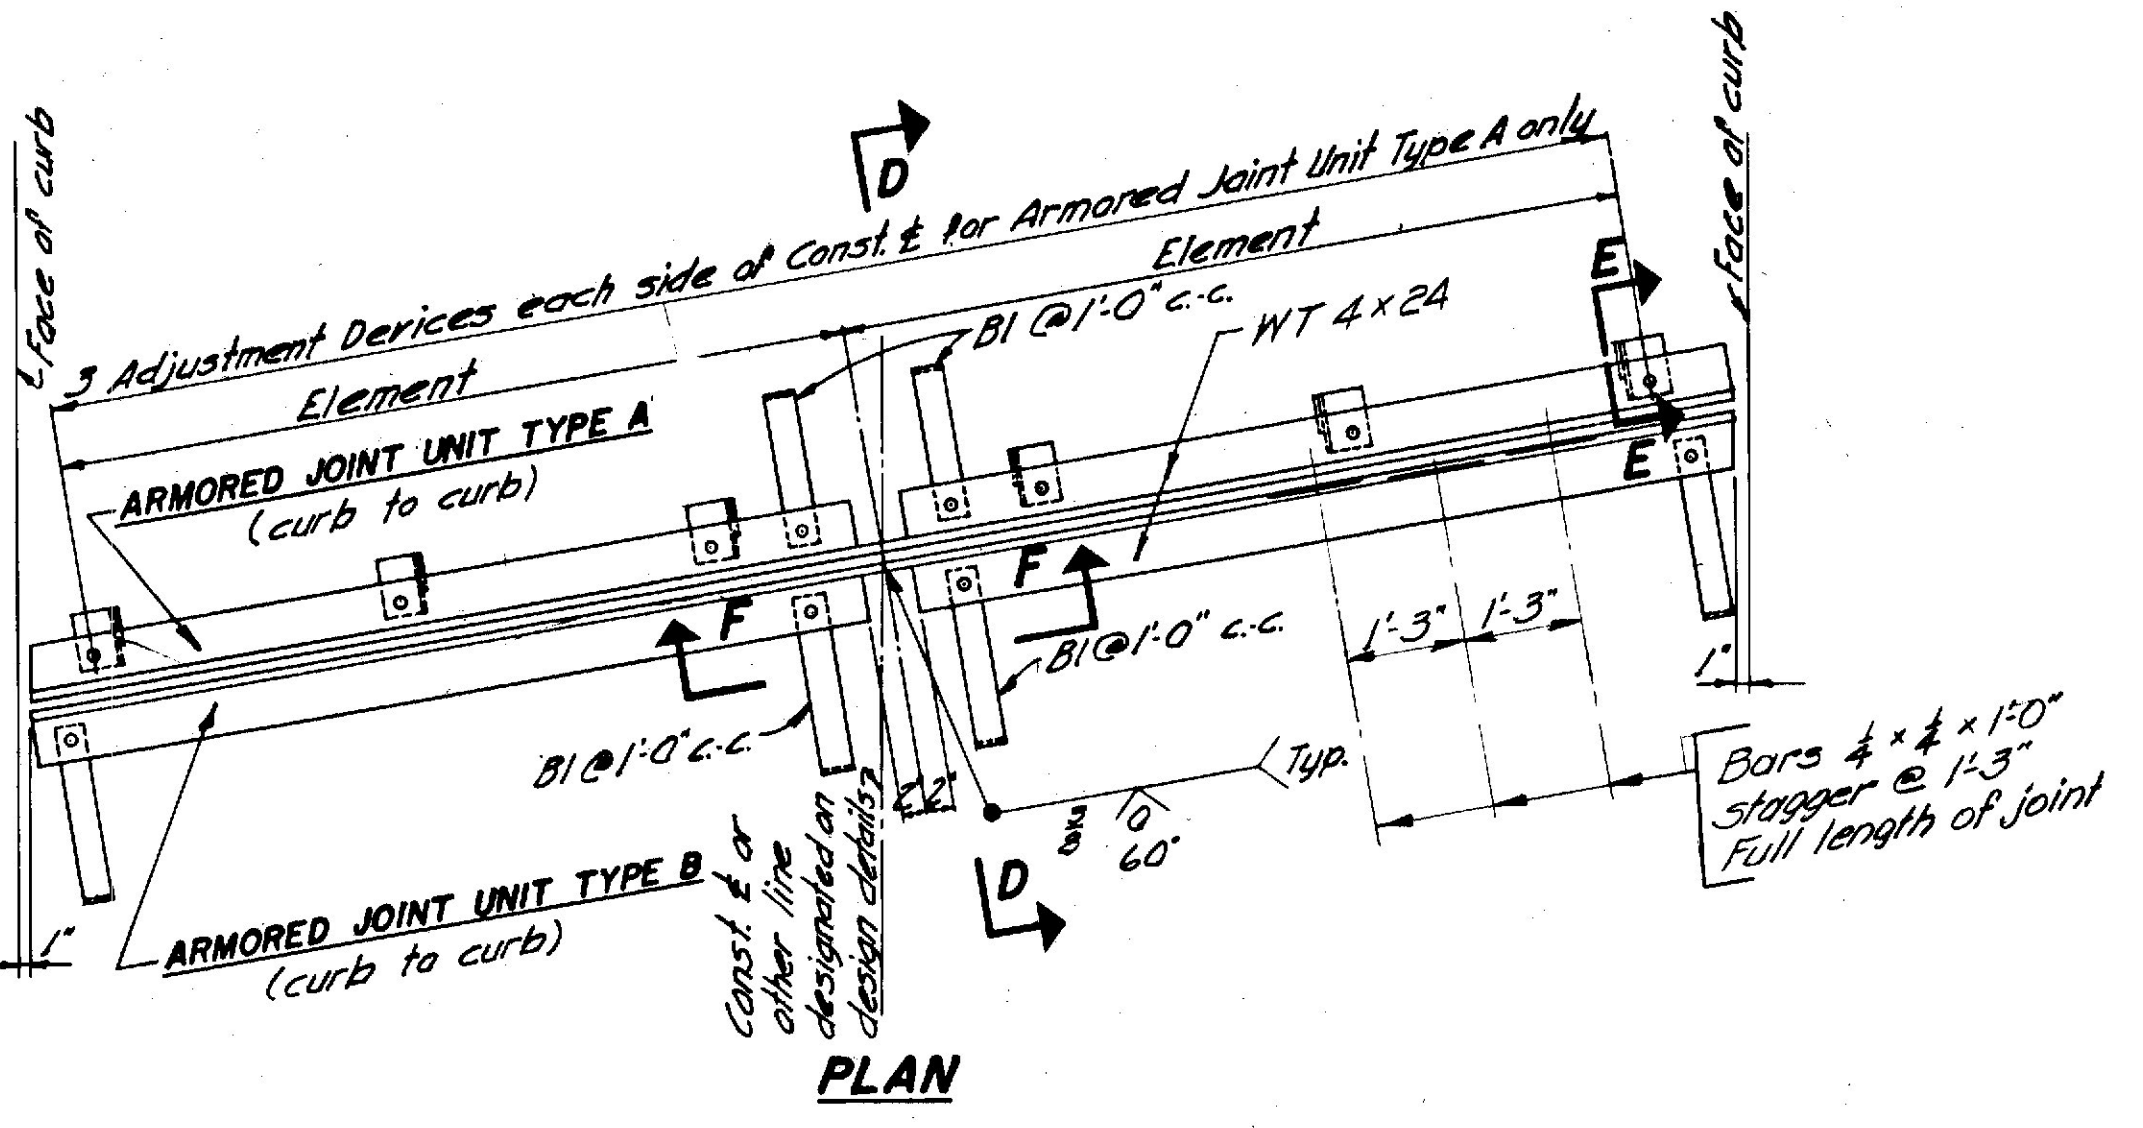 Face of curb
Face of curb
D
3 Adjustment Derices each side of Const. ℄ for Armored Joint Unit Type A only
Element
Element
E
B1 @ 1'-0" c.-c.
WT 4 x 24
ARMORED JOINT UNIT TYPE A
(curb to curb)
E
F
F
1'-3"
1'-3"
B1 @ 1'-0" c.-c.
1"
B1 @ 1'-0" c.-c.
Typ.
2"
2"
3/8
0
60°
Bars 1/4 x 1/4 x 1'-0"
stagger @ 1'-3"
Full length of joint
D
ARMORED JOINT UNIT TYPE B
(curb to curb)
1"
Const. ℄ or
other line
designated on
design details
PLAN